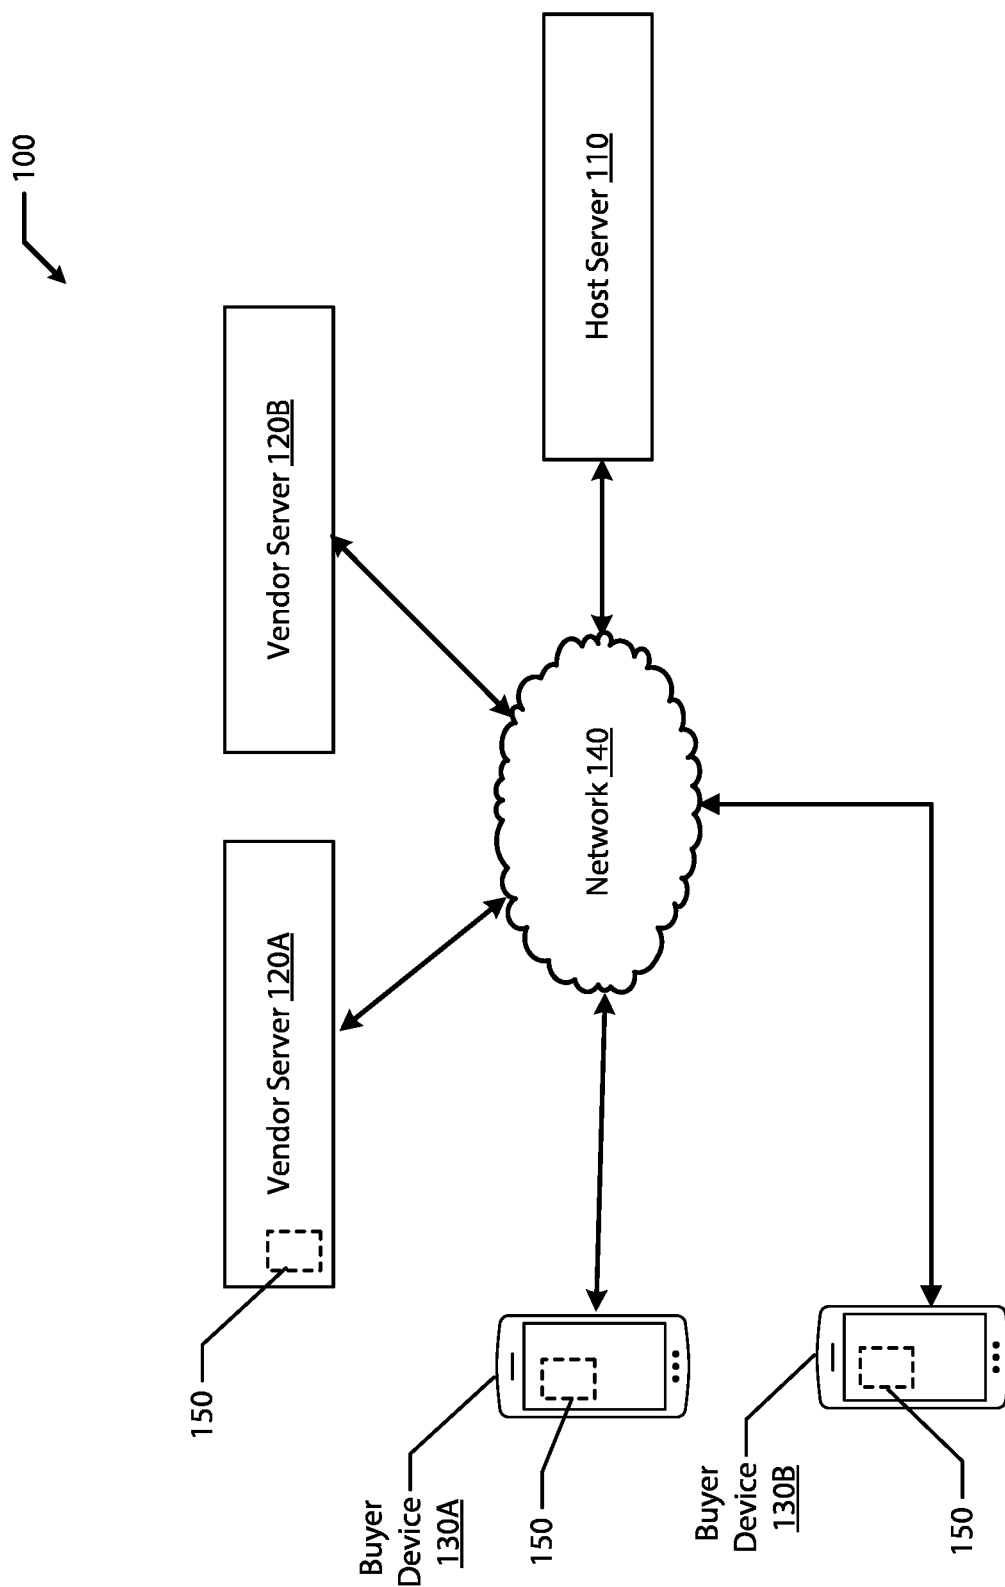 100
Vendor Server 120A
Vendor Server 120B
150
Buyer
Device
130A
150
Network 140
Host Server 110
Buyer
Device
130B
150